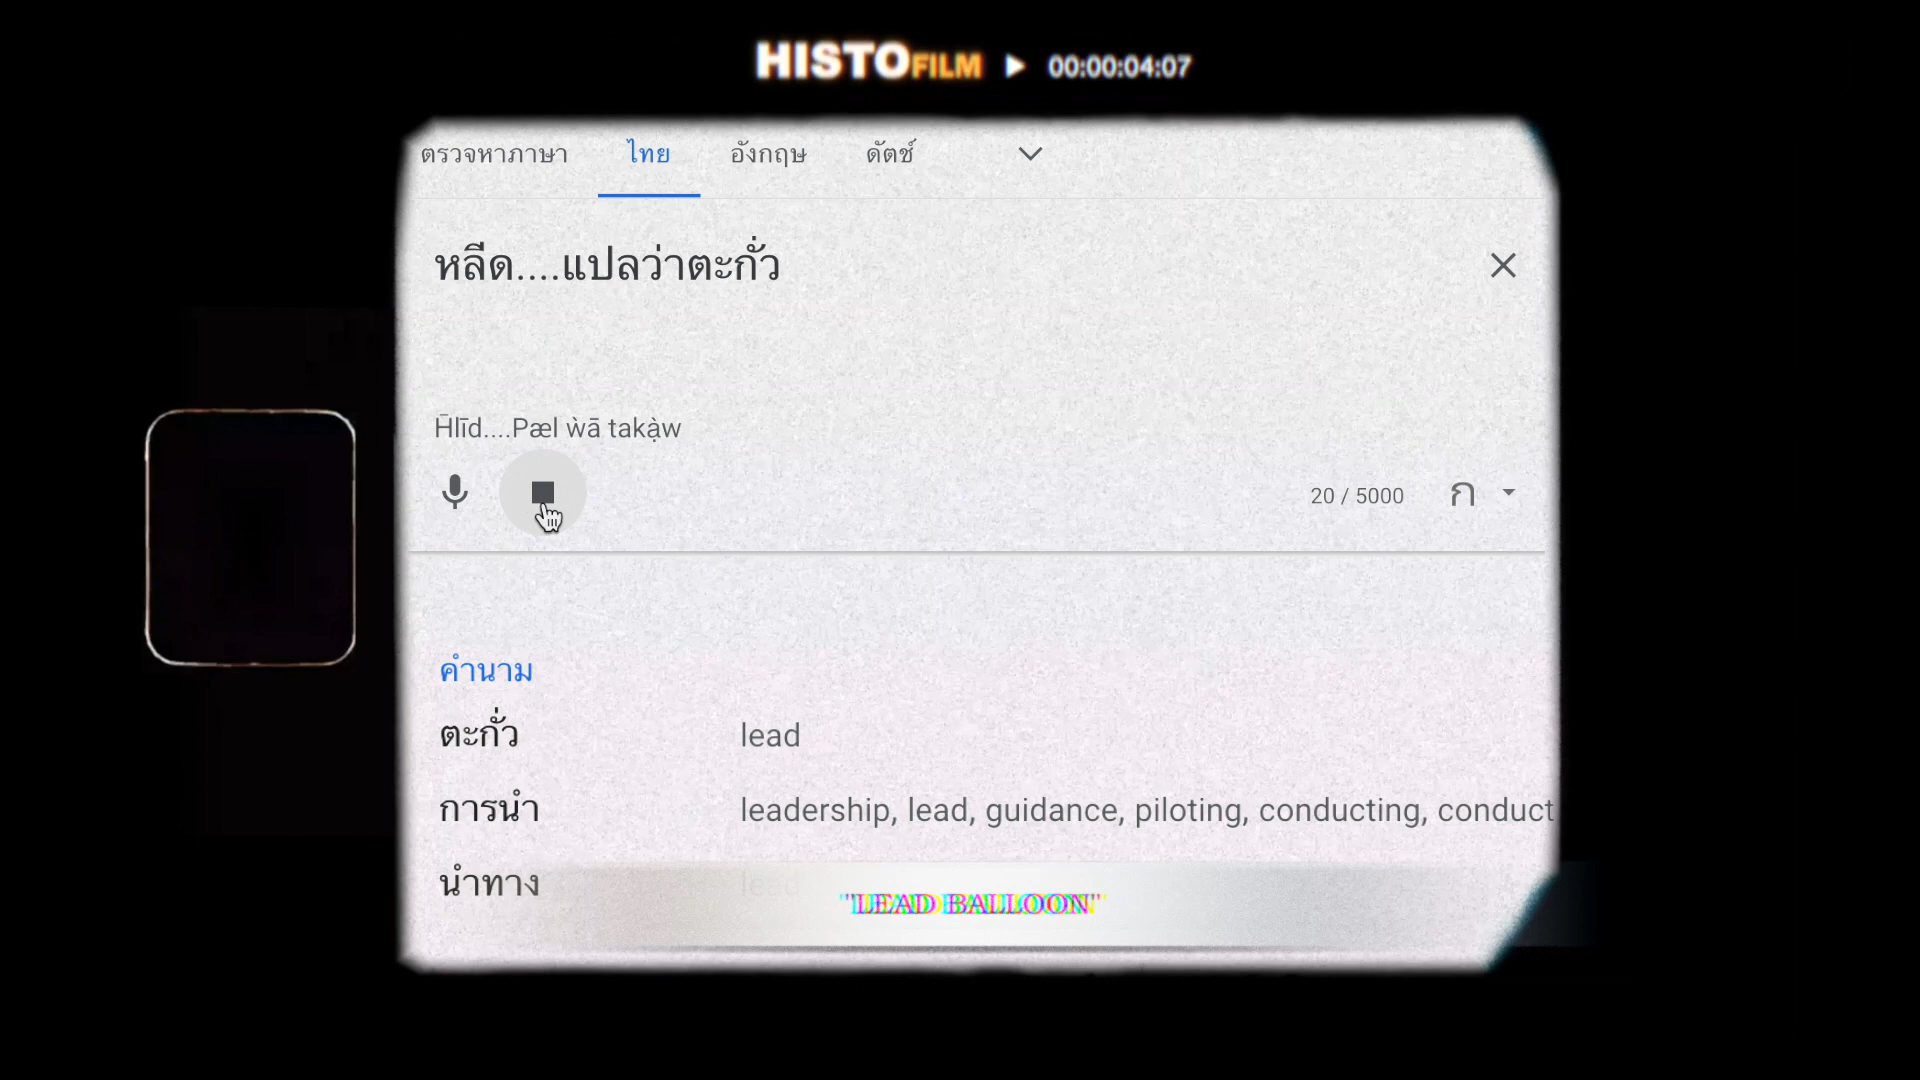 HISTOFILM 00:00:04:07
ตรวจหาภาษา ไทย อังกฤษ ดัตช์
หลีด....แปลว่าตะกั่ว
H̄līd....Pæl ẁā takạ̀w
20 / 5000 ก
คำนาม
ตะกั่ว lead
การนำ leadership, lead, guidance, piloting, conducting, conduct
นำทาง lead
"LEAD BALLOON"